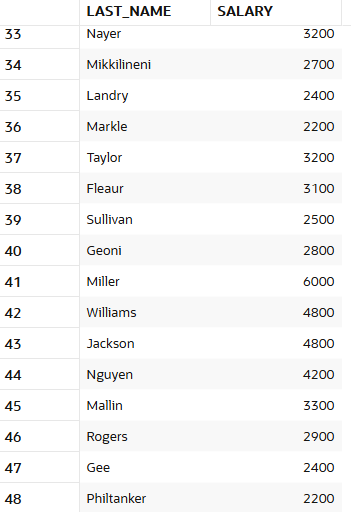 LAST_NAME SALARY
33 Nayer 3200
34 Mikkilineni 2700
35 Landry 2400
36 Markle 2200
37 Taylor 3200
38 Fleaur 3100
39 Sullivan 2500
40 Geoni 2800
41 Miller 6000
42 Williams 4800
43 Jackson 4800
44 Nguyen 4200
45 Mallin 3300
46 Rogers 2900
47 Gee 2400
48 Philtanker 2200